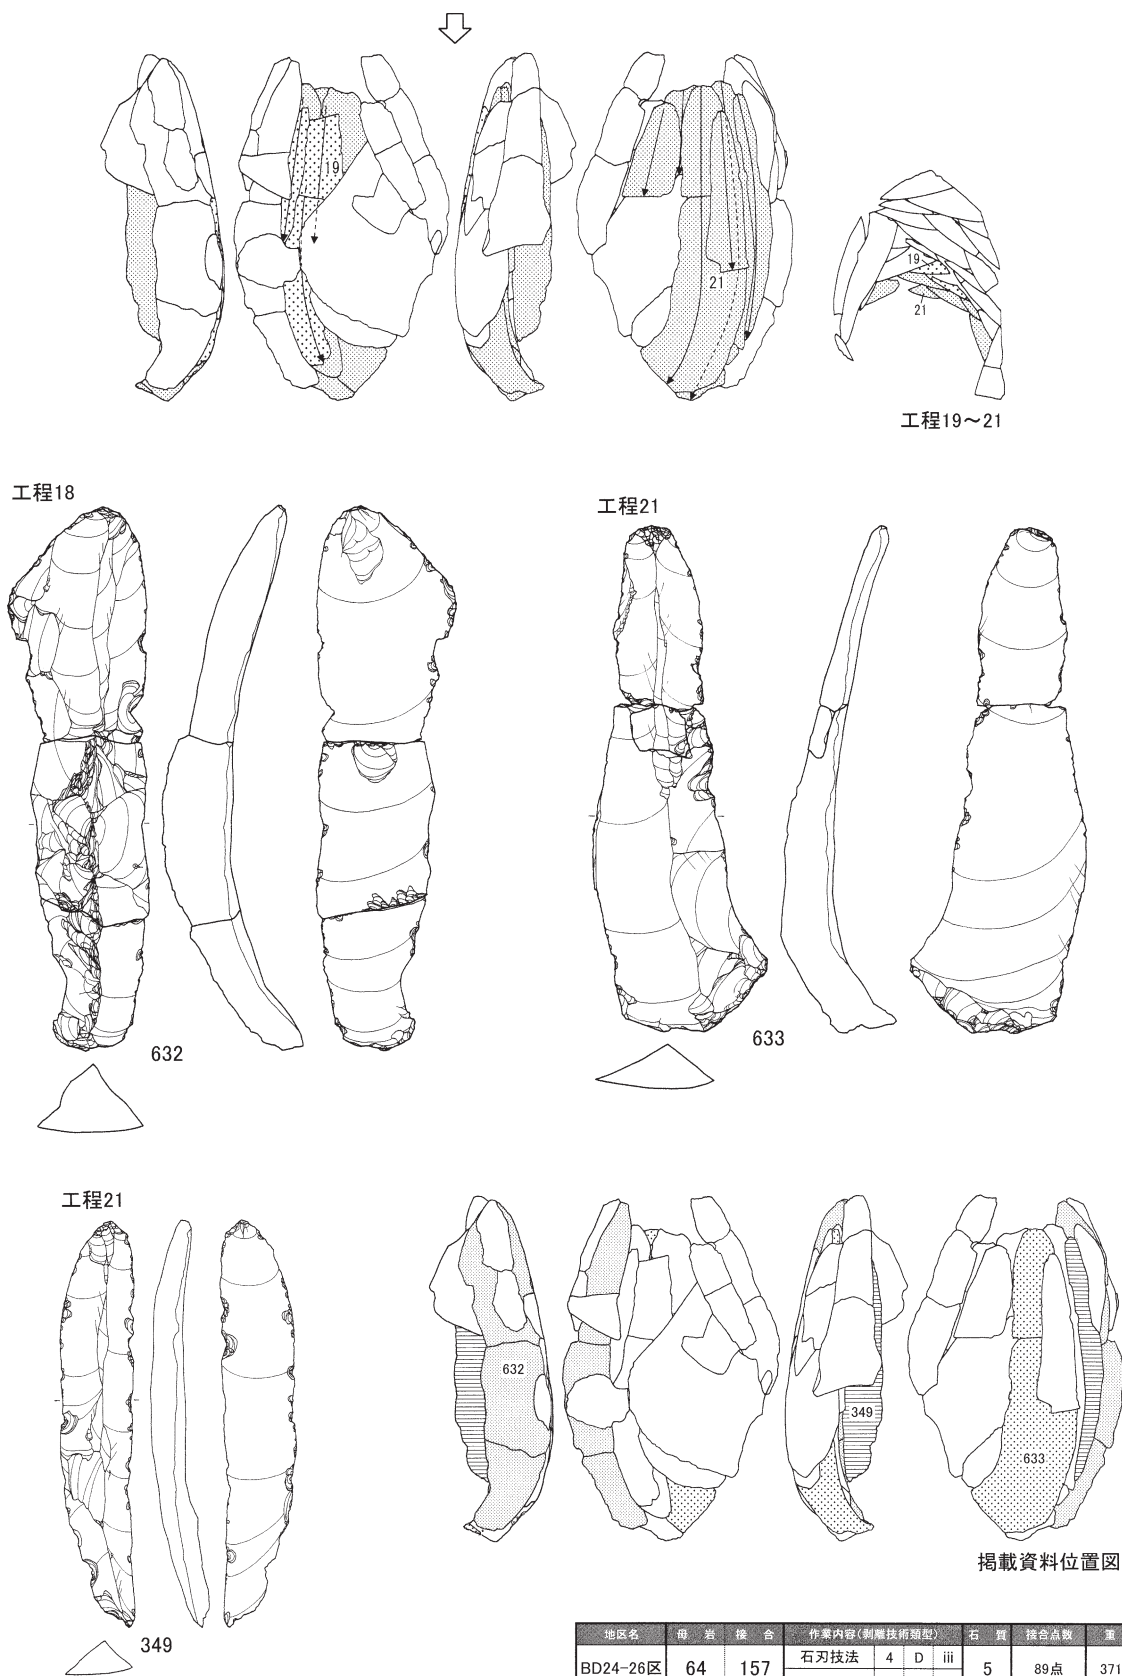 19
21
19
21
工程19～21
工程18
工程21
632
633
工程21
632
349
633
掲載資料位置図
349
地区名 母岩 接合 作業内容(剥離技術類型) 石質 接合点数 重
BD24-26区 64 157 石刃技法 4 D iii 5 89点 371